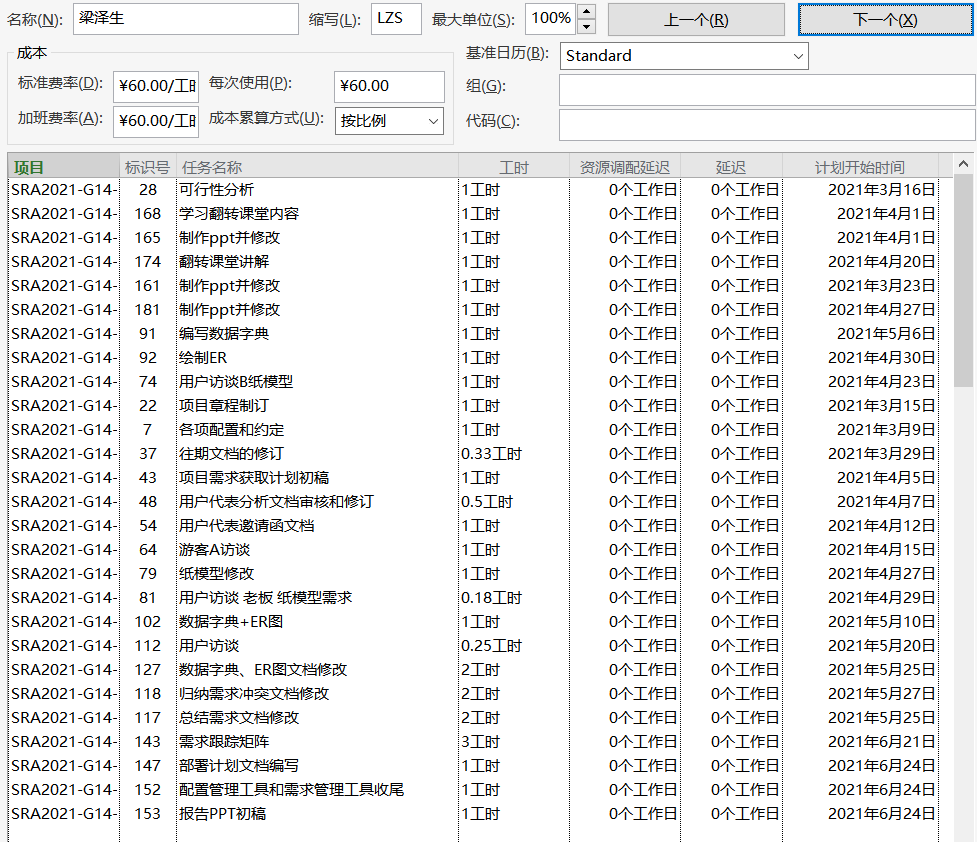 名称(N): 梁泽生 缩写(L): LZS 最大单位(S): 100% 上一个(R) 下一个(X)
成本 基准日历(B): Standard
标准费率(D): ¥60.00/工时 每次使用(P): ¥60.00 组(G):
加班费率(A): ¥60.00/工时 成本累算方式(U): 按比例 代码(C):
项目 标识号 任务名称 工时 资源调配延迟 延迟 计划开始时间
SRA2021-G14- 28 可行性分析 1工时 0个工作日 0个工作日 2021年3月16日
SRA2021-G14- 168 学习翻转课堂内容 1工时 0个工作日 0个工作日 2021年4月1日
SRA2021-G14- 165 制作ppt并修改 1工时 0个工作日 0个工作日 2021年4月1日
SRA2021-G14- 174 翻转课堂讲解 1工时 0个工作日 0个工作日 2021年4月20日
SRA2021-G14- 161 制作ppt并修改 1工时 0个工作日 0个工作日 2021年3月23日
SRA2021-G14- 181 制作ppt并修改 1工时 0个工作日 0个工作日 2021年4月27日
SRA2021-G14- 91 编写数据字典 1工时 0个工作日 0个工作日 2021年5月6日
SRA2021-G14- 92 绘制ER 1工时 0个工作日 0个工作日 2021年4月30日
SRA2021-G14- 74 用户访谈B纸模型 1工时 0个工作日 0个工作日 2021年4月23日
SRA2021-G14- 22 项目章程制订 1工时 0个工作日 0个工作日 2021年3月15日
SRA2021-G14- 7 各项配置和约定 1工时 0个工作日 0个工作日 2021年3月9日
SRA2021-G14- 37 往期文档的修订 0.33工时 0个工作日 0个工作日 2021年3月29日
SRA2021-G14- 43 项目需求获取计划初稿 1工时 0个工作日 0个工作日 2021年4月5日
SRA2021-G14- 48 用户代表分析文档审核和修订 0.5工时 0个工作日 0个工作日 2021年4月7日
SRA2021-G14- 54 用户代表邀请函文档 1工时 0个工作日 0个工作日 2021年4月12日
SRA2021-G14- 64 游客A访谈 1工时 0个工作日 0个工作日 2021年4月15日
SRA2021-G14- 79 纸模型修改 1工时 0个工作日 0个工作日 2021年4月27日
SRA2021-G14- 81 用户访谈 老板 纸模型需求 0.18工时 0个工作日 0个工作日 2021年4月29日
SRA2021-G14- 102 数据字典+ER图 1工时 0个工作日 0个工作日 2021年5月10日
SRA2021-G14- 112 用户访谈 0.25工时 0个工作日 0个工作日 2021年5月20日
SRA2021-G14- 127 数据字典、ER图文档修改 2工时 0个工作日 0个工作日 2021年5月25日
SRA2021-G14- 118 归纳需求冲突文档修改 2工时 0个工作日 0个工作日 2021年5月27日
SRA2021-G14- 117 总结需求文档修改 2工时 0个工作日 0个工作日 2021年5月25日
SRA2021-G14- 143 需求跟踪矩阵 3工时 0个工作日 0个工作日 2021年6月21日
SRA2021-G14- 147 部署计划文档编写 1工时 0个工作日 0个工作日 2021年6月24日
SRA2021-G14- 152 配置管理工具和需求管理工具收尾 1工时 0个工作日 0个工作日 2021年6月24日
SRA2021-G14- 153 报告PPT初稿 1工时 0个工作日 0个工作日 2021年6月24日